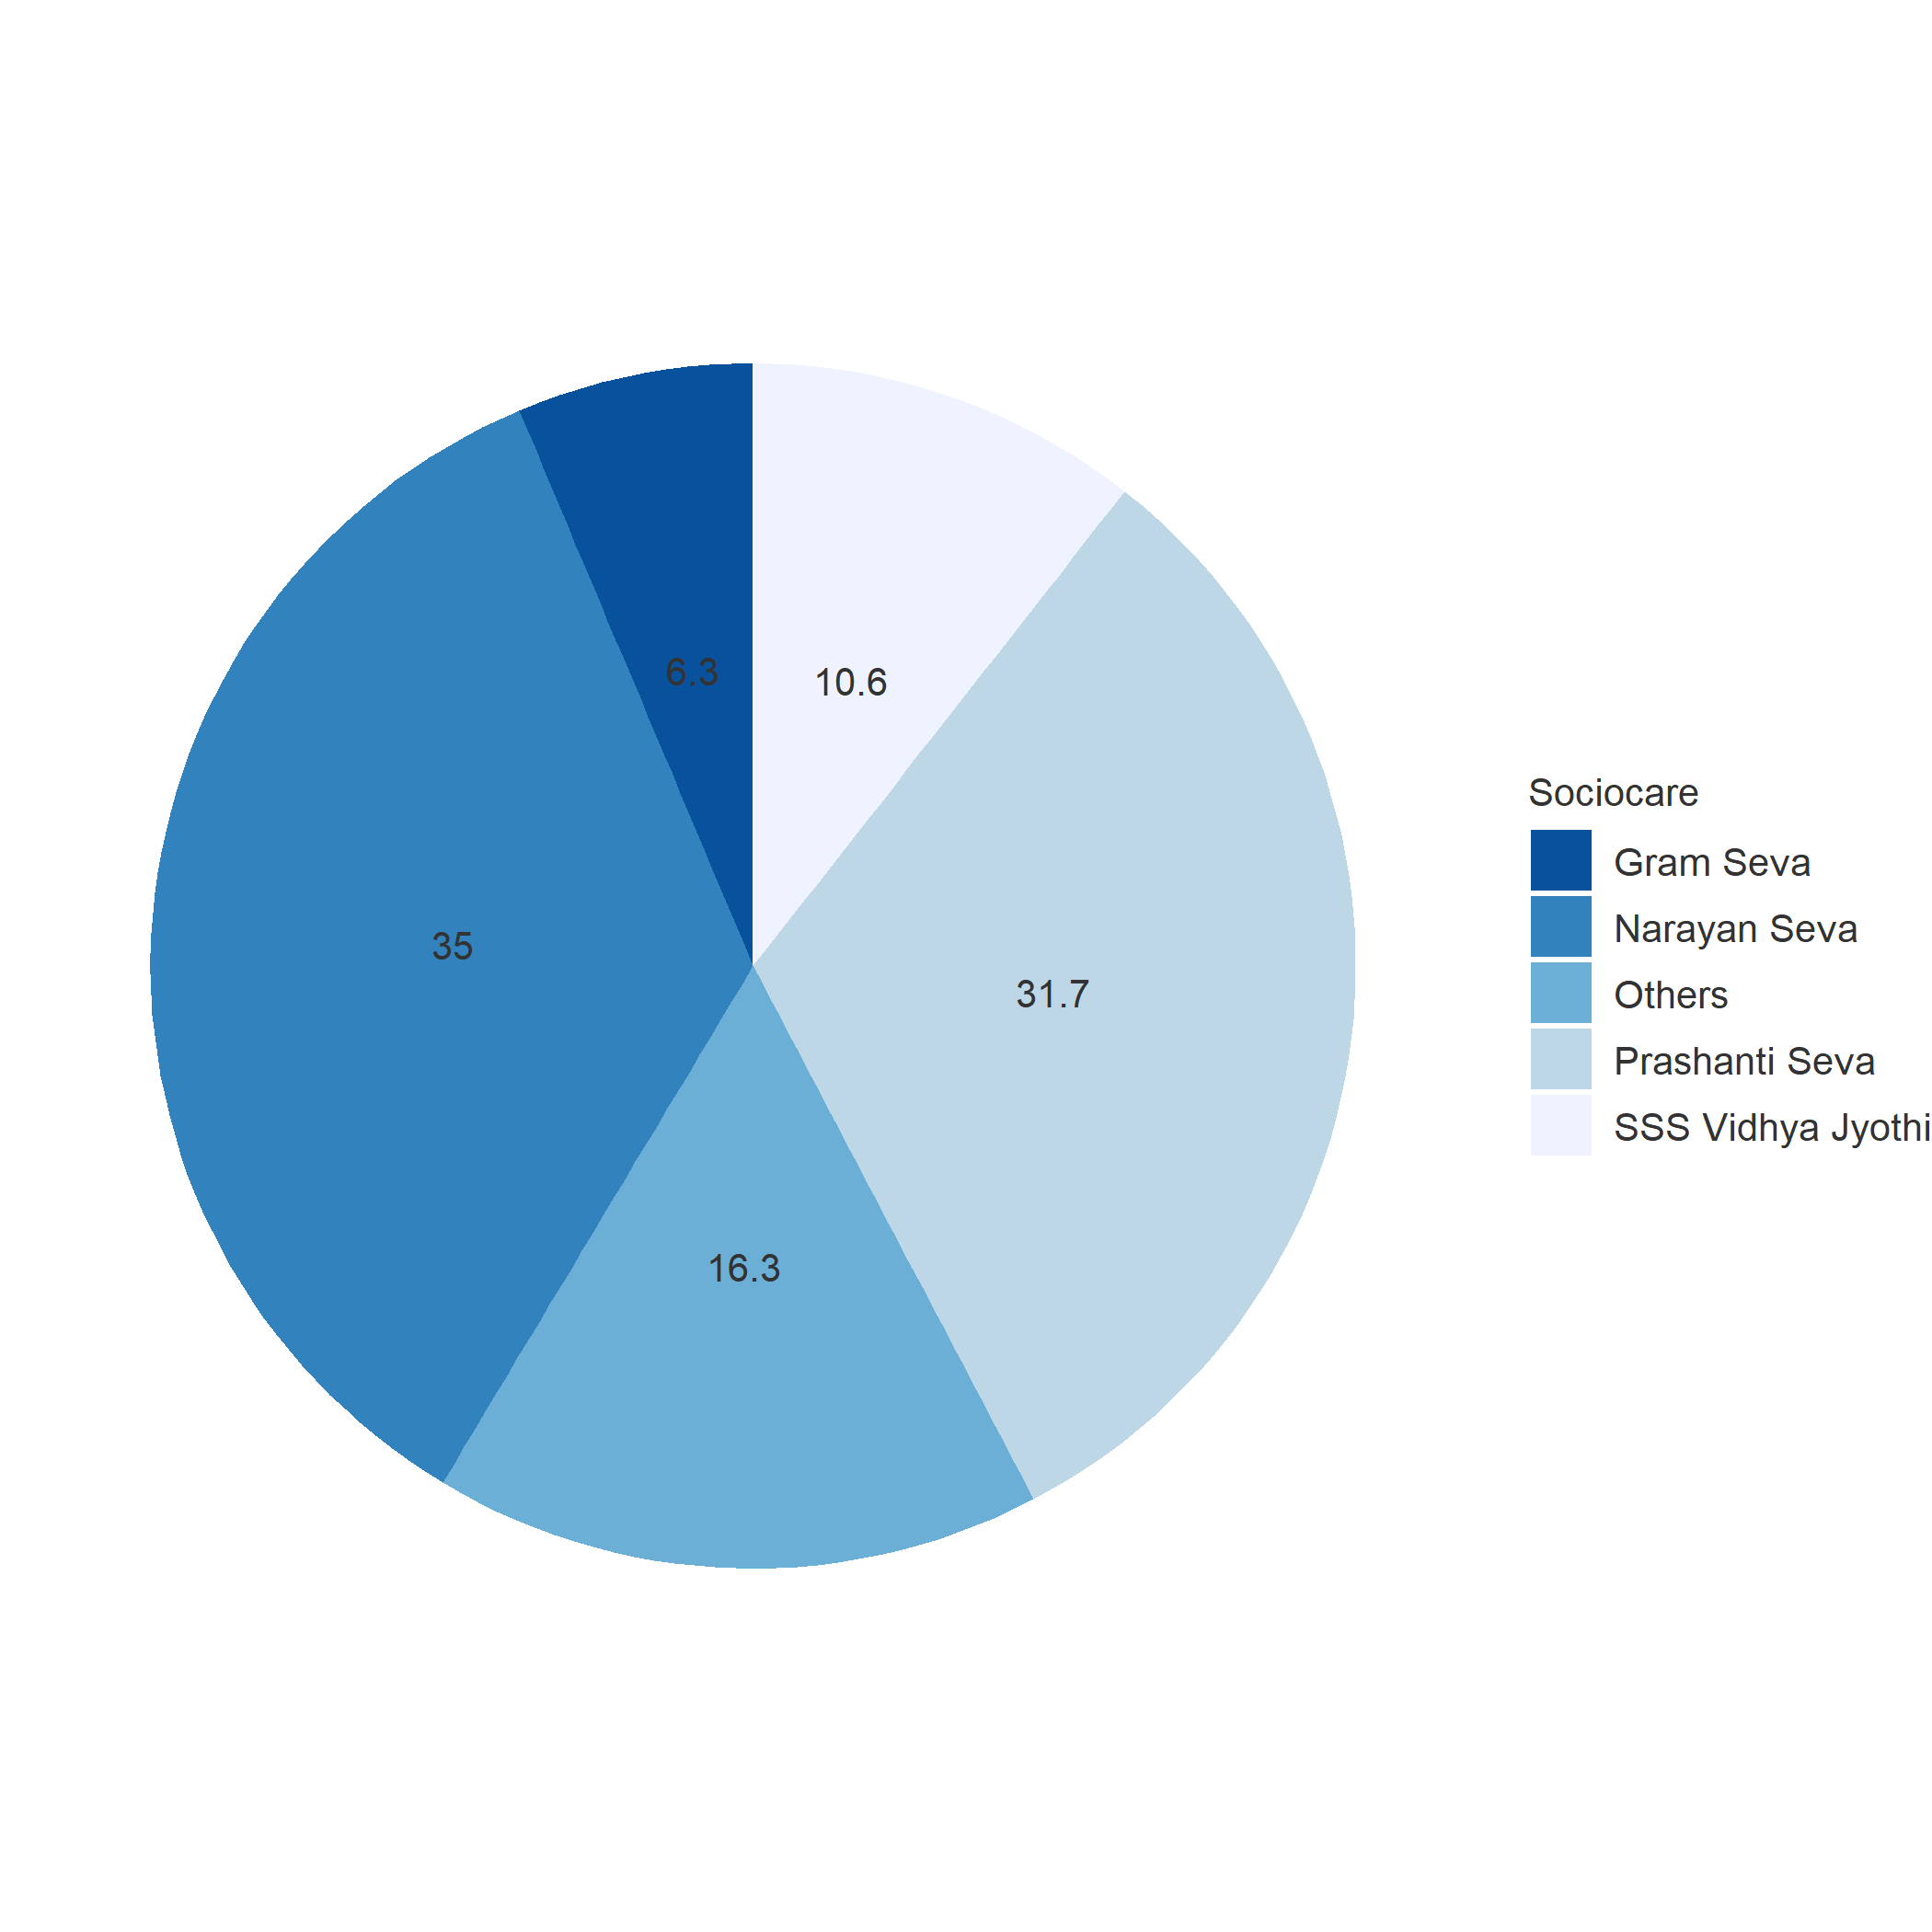 6.3
10.6
35
31.7
16.3
Sociocare
Gram Seva
Narayan Seva
Others
Prashanti Seva
SSS Vidhya Jyothi